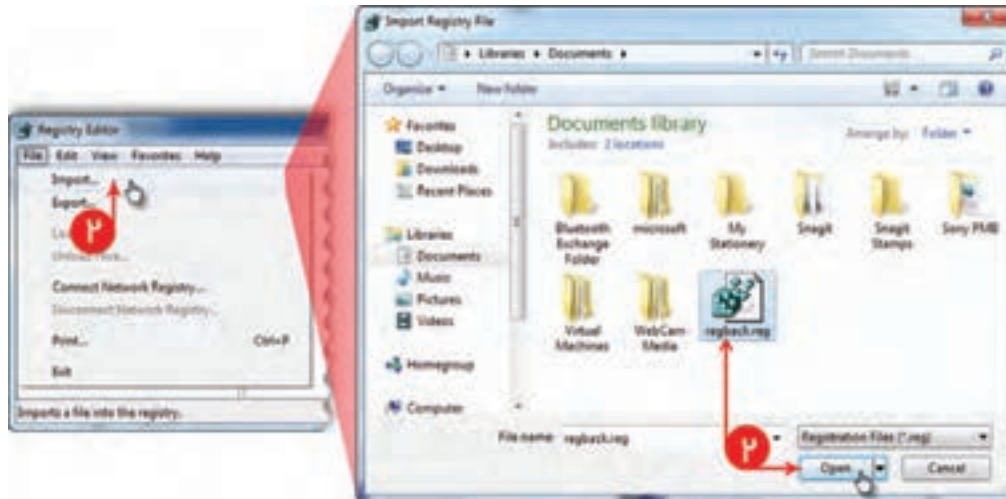 Registry Editor
File Edit View Favorites Help
Import...
Export...
Connect Network Registry...
Disconnect Network Registry...
Print... Ctrl+P
Exit
Imports a file into the registry.
۲
Import Registry File
Libraries Documents
Search Documents
Organize New folder
Favorites
Desktop
Downloads
Recent Places
Libraries
Documents
Music
Pictures
Videos
Homegroup
Computer
Documents library
Includes: 2 locations
Arrange by: Folder
Bluetooth
Exchange
Folder
microsoft
My
Stationery
SnagIt
SnagIt
Stamps
Sony PMB
Virtual
Machines
WebCam
Media
regback.reg
File name: regback.reg
Registration Files (*.reg)
۲
Open
Cancel